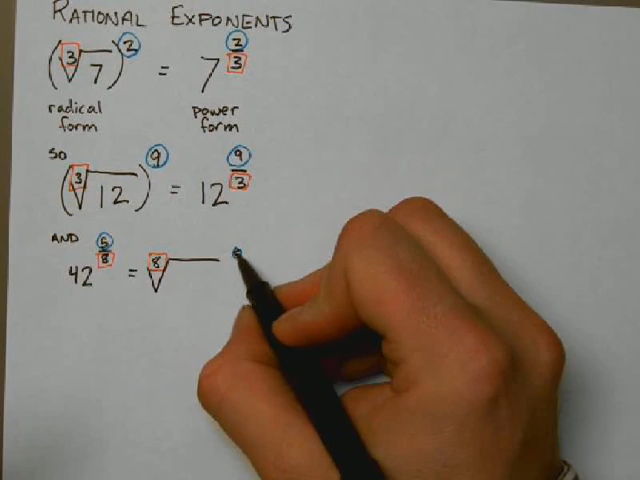 RATIONAL EXPONENTS
(∛7)² = 7^(2/3)
radical form power form
SO
(∛12)⁹ = 12^(9/3)
AND
42^(5/8) = ⁸√